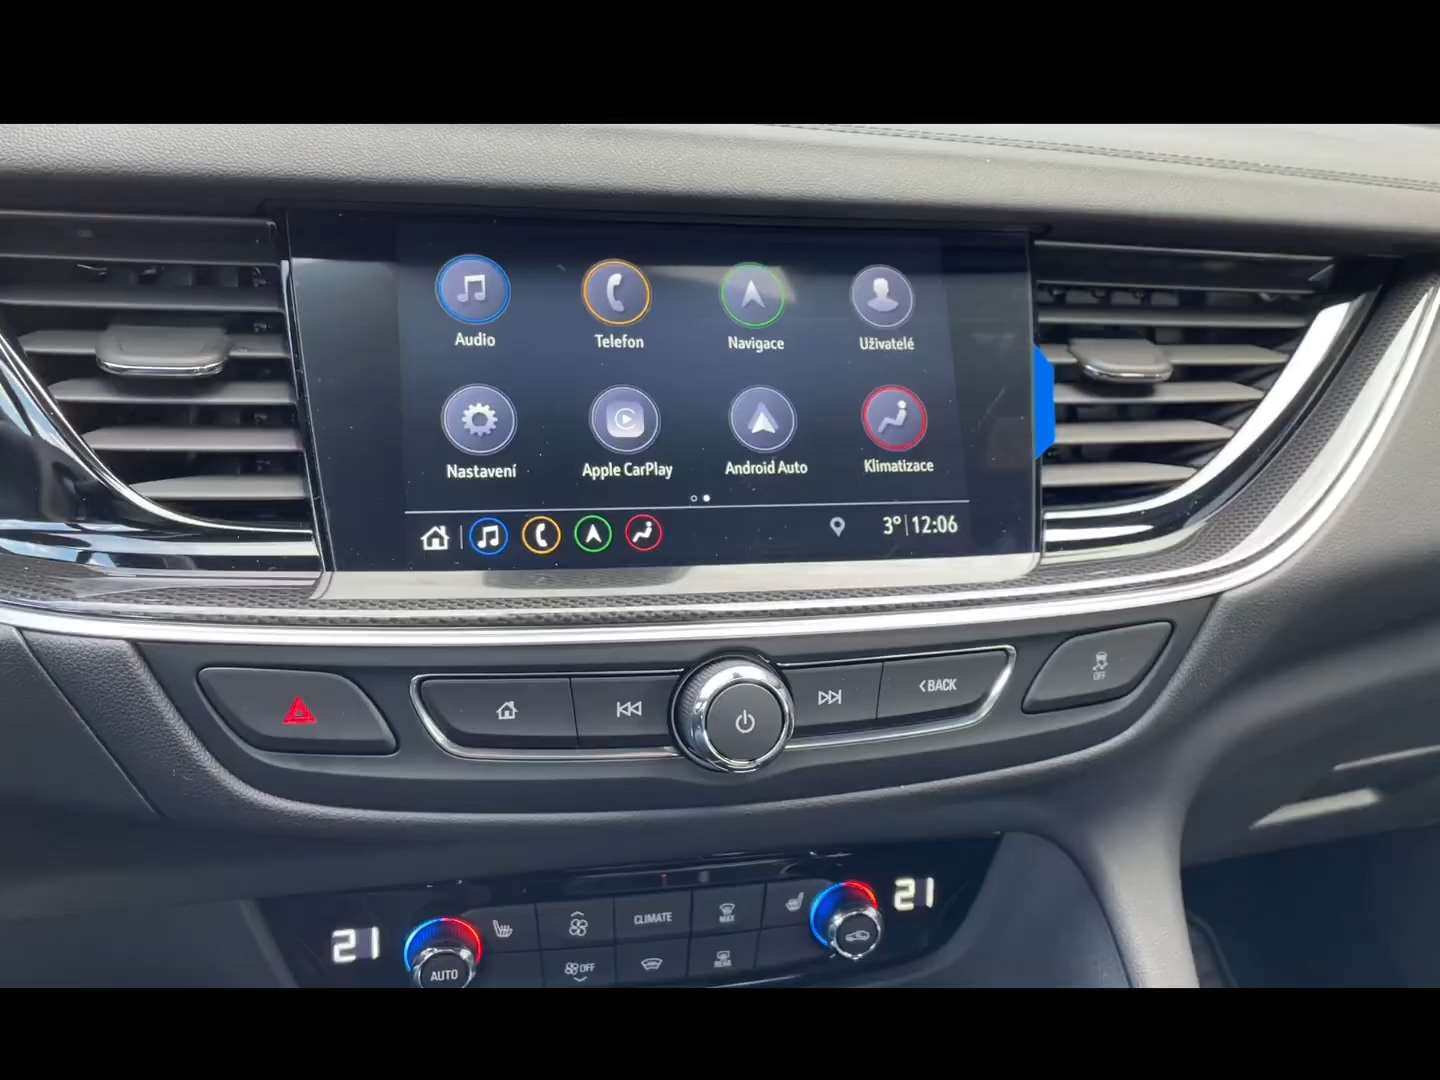 Audio Telefon Navigace Uživatelé
Nastavení Apple CarPlay Android Auto Klimatizace
3° 12:06
BACK
OFF
21 CLIMATE MAX 21
AUTO OFF REAR